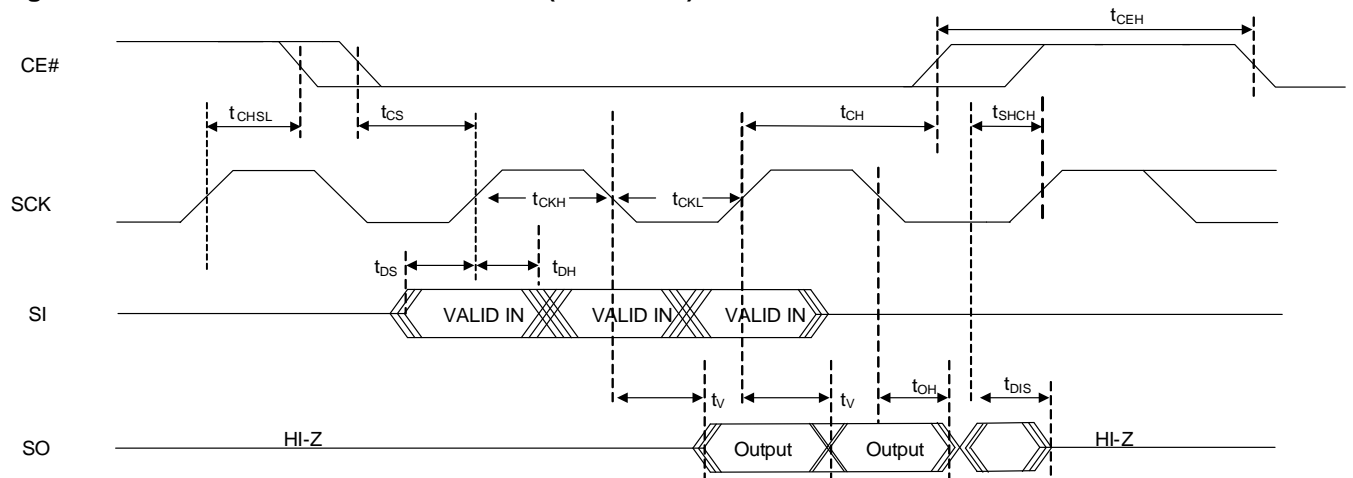 tCEH
CE#
tCHSL
tCS
tCH
tSHCH
SCK
tCKH
tCKL
tDS
tDH
SI
VALID IN
VALID IN
VALID IN
tV
tV
tOH
tDIS
SO
HI-Z
Output
Output
HI-Z